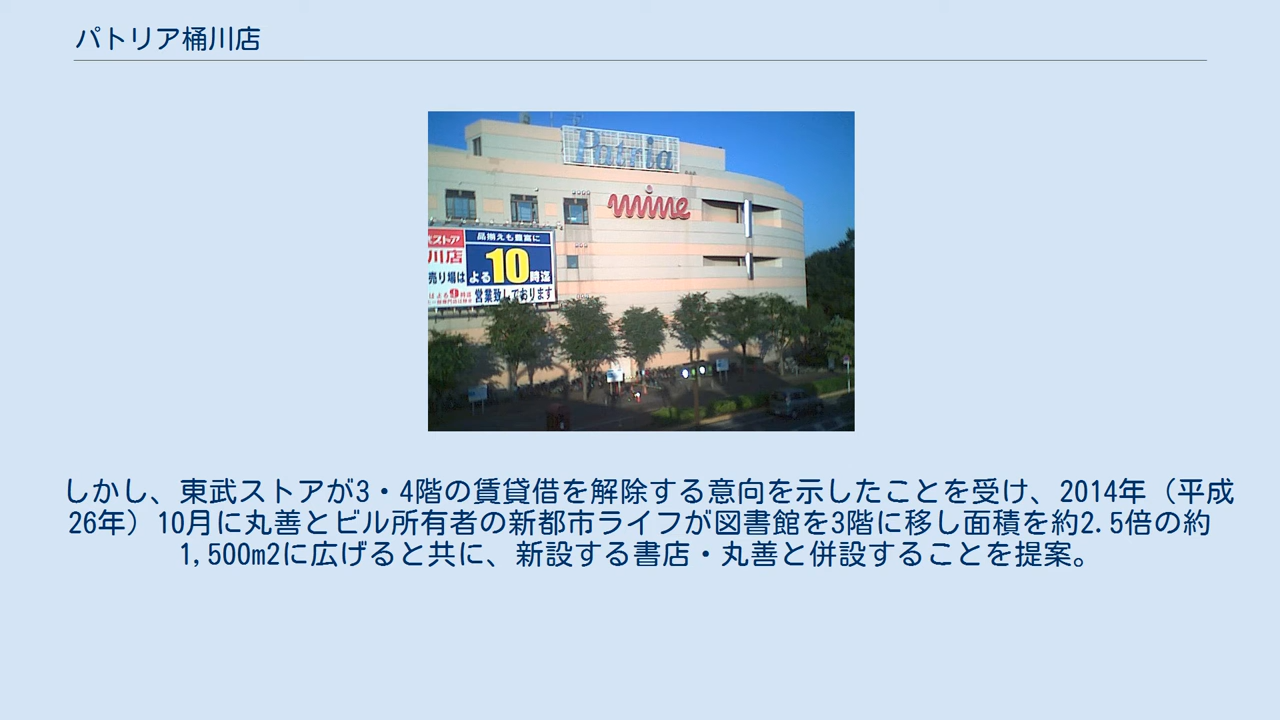 パトリア桶川店
Patria
mine
ストア
品揃えも豊富に
川店
よる10時迄
売り場は
営業致しております
しかし、東武ストアが3・4階の賃貸借を解除する意向を示したことを受け、2014年（平成
26年）10月に丸善とビル所有者の新都市ライフが図書館を3階に移し面積を約2.5倍の約
1,500m2に広げると共に、新設する書店・丸善と併設することを提案。